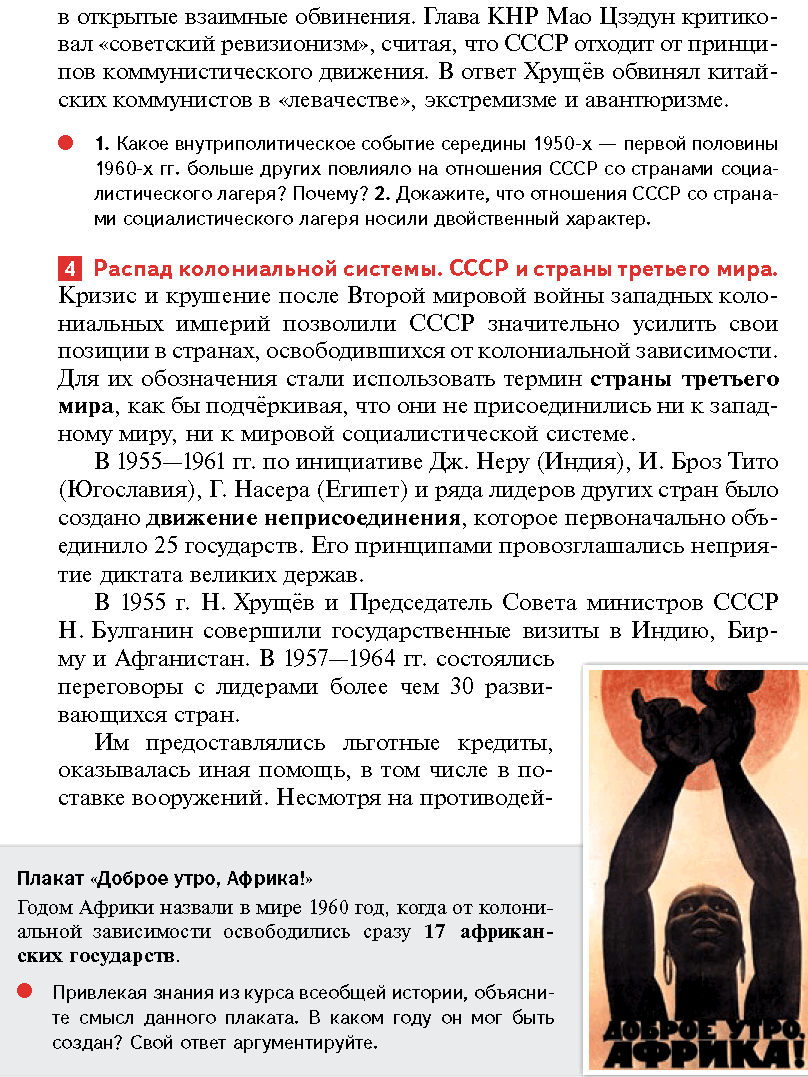 в открытые взаимные обвинения. Глава КНР Мао Цзэдун критико-
вал «советский ревизионизм», считая, что СССР отходит от принци-
пов коммунистического движения. В ответ Хрущёв обвинял китай-
ских коммунистов в «левачестве», экстремизме и авантюризме.
1. Какое внутриполитическое событие середины 1950-х — первой половины
1960-х гг. больше других повлияло на отношения СССР со странами социа-
листического лагеря? Почему? 2. Докажите, что отношения СССР со страна-
ми социалистического лагеря носили двойственный характер.
4 Распад колониальной системы. СССР и страны третьего мира.
Кризис и крушение после Второй мировой войны западных коло-
ниальных империй позволили СССР значительно усилить свои
позиции в странах, освободившихся от колониальной зависимости.
Для их обозначения стали использовать термин страны третьего
мира, как бы подчёркивая, что они не присоединились ни к запад-
ному миру, ни к мировой социалистической системе.
В 1955—1961 гг. по инициативе Дж. Неру (Индия), И. Броз Тито
(Югославия), Г. Насера (Египет) и ряда лидеров других стран было
создано движение неприсоединения, которое первоначально объ-
единило 25 государств. Его принципами провозглашались неприя-
тие диктата великих держав.
В 1955 г. Н. Хрущёв и Председатель Совета министров СССР
Н. Булганин совершили государственные визиты в Индию, Бир-
му и Афганистан. В 1957—1964 гг. состоялись
переговоры с лидерами более чем 30 разви-
вающихся стран.
Им предоставлялись льготные кредиты,
оказывалась иная помощь, в том числе в по-
ставке вооружений. Несмотря на противодей-
Плакат «Доброе утро, Африка!»
Годом Африки назвали в мире 1960 год, когда от колони-
альной зависимости освободились сразу 17 африкан-
ских государств.
Привлекая знания из курса всеобщей истории, объясни-
те смысл данного плаката. В каком году он мог быть
создан? Свой ответ аргументируйте.
ДОБРОЕ УТРО,
АФРИКА!